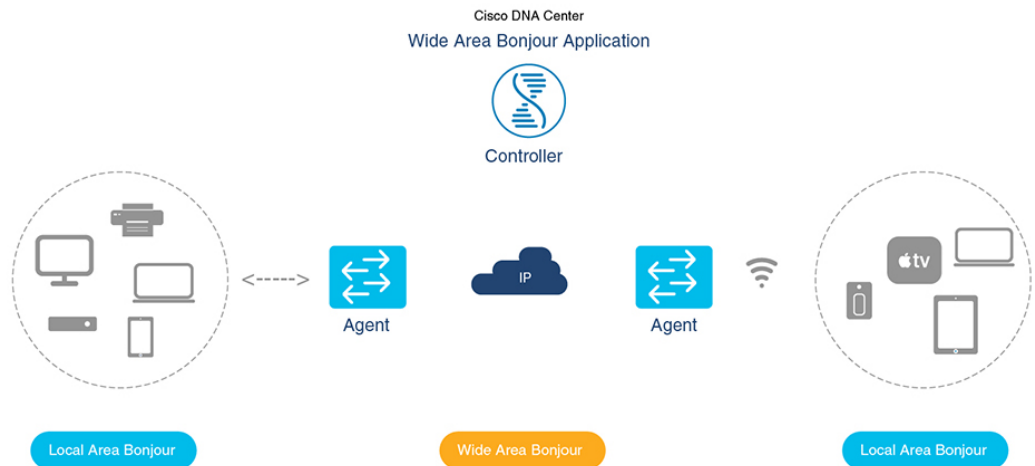 Cisco DNA Center
Wide Area Bonjour Application
Controller
tv
IP
Agent
Agent
Local Area Bonjour
Wide Area Bonjour
Local Area Bonjour